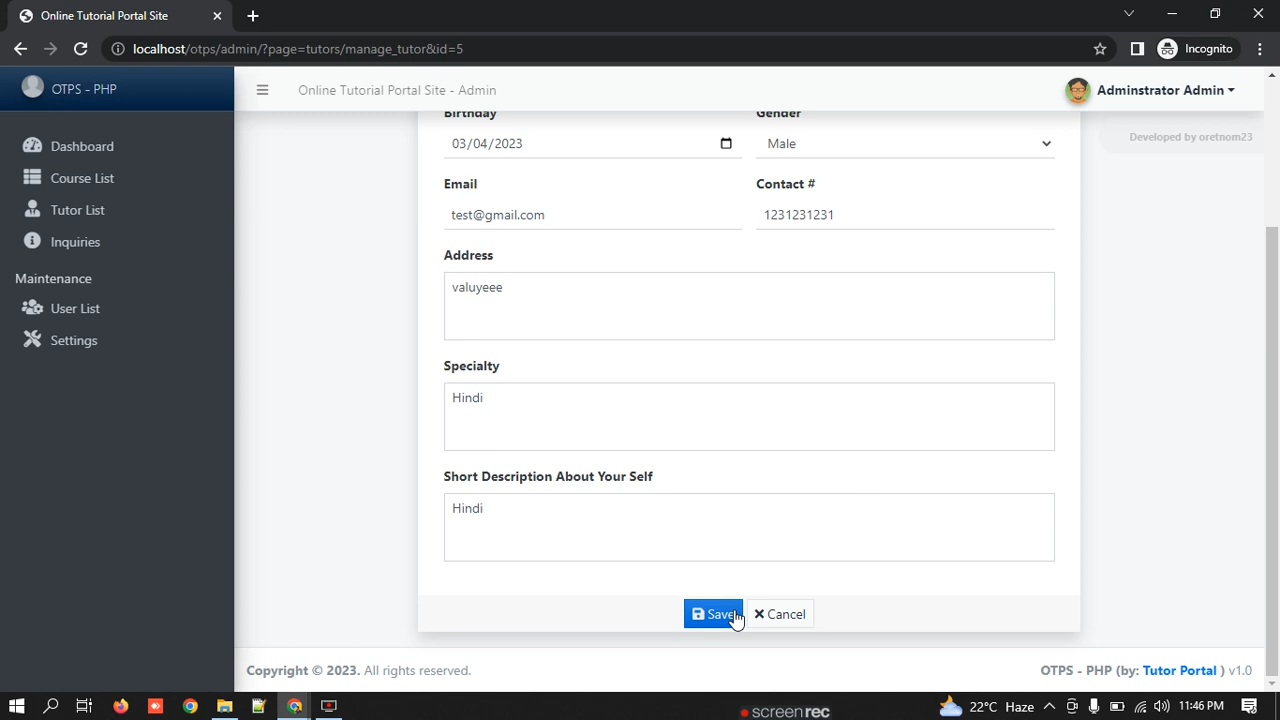 Online Tutorial Portal Site
localhost/otps/admin/?page=tutors/manage_tutor&id=5
Incognito
OTPS - PHP
Online Tutorial Portal Site - Admin
Adminstrator Admin
Developed by oretnom23
Dashboard
Course List
Tutor List
Inquiries
Maintenance
User List
Settings
Birthday Gender
03/04/2023 Male
Email Contact #
test@gmail.com 1231231231
Address
valuyeee
Specialty
Hindi
Short Description About Your Self
Hindi
Save Cancel
Copyright © 2023. All rights reserved.
OTPS - PHP (by: Tutor Portal ) v1.0
screenrec
22°C Haze
11:46 PM